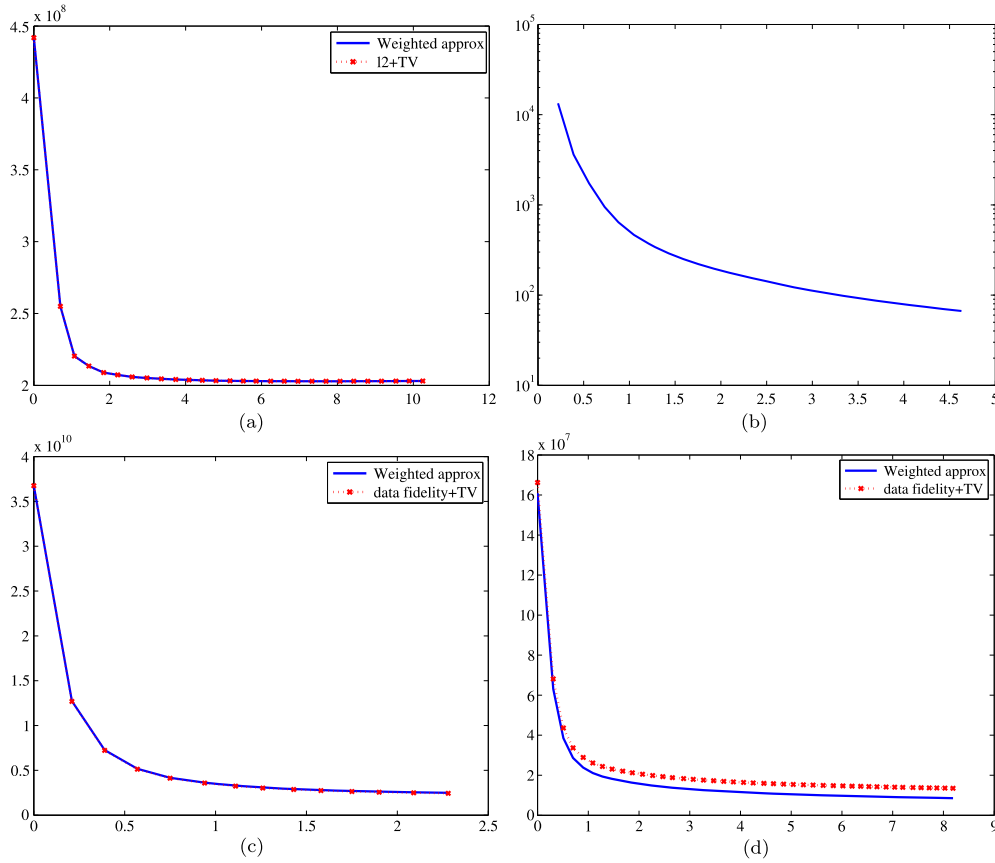 x 10^8
4.5
4
3.5
3
2.5
2
0 2 4 6 8 10 12
Weighted approx
l2+TV
(a)
10^5
10^4
10^3
10^2
10^1
0 0.5 1 1.5 2 2.5 3 3.5 4 4.5 5
(b)
x 10^10
4
3.5
3
2.5
2
1.5
1
0.5
0
0 0.5 1 1.5 2 2.5
Weighted approx
data fidelity+TV
(c)
x 10^7
18
16
14
12
10
8
6
4
2
0
0 1 2 3 4 5 6 7 8 9
Weighted approx
data fidelity+TV
(d)